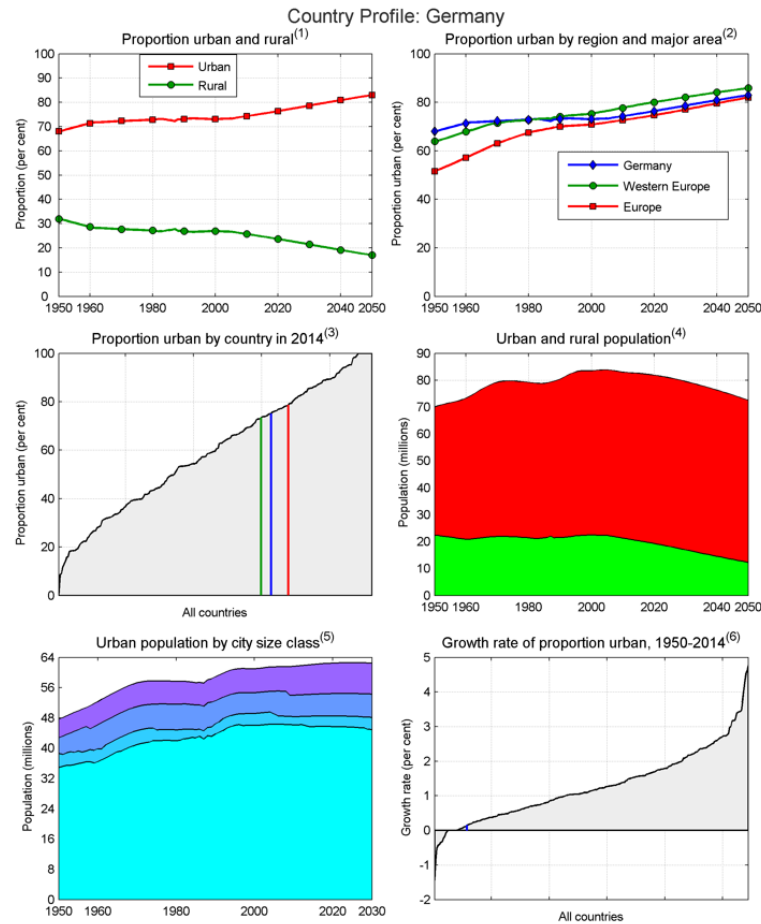 Country Profile: Germany
Proportion urban and rural(1)
Proportion (per cent)
100
90
80
70
60
50
40
30
20
10
0
Urban
Rural
1950 1960 1980 2000 2020 2040 2050
Proportion urban by region and major area(2)
Proportion urban (per cent)
100
80
60
40
20
0
Germany
Western Europe
Europe
1950 1960 1980 2000 2020 2040 2050
Proportion urban by country in 2014(3)
Proportion urban (per cent)
100
80
60
40
20
0
All countries
Urban and rural population(4)
Population (millions)
90
80
70
60
50
40
30
20
10
0
1950 1960 1980 2000 2020 2040 2050
Urban population by city size class(5)
Population (millions)
64
56
48
40
32
24
16
8
0
1950 1960 1980 2000 2020 2030
Growth rate of proportion urban, 1950-2014(6)
Growth rate (per cent)
5
4
3
2
1
0
-1
-2
All countries